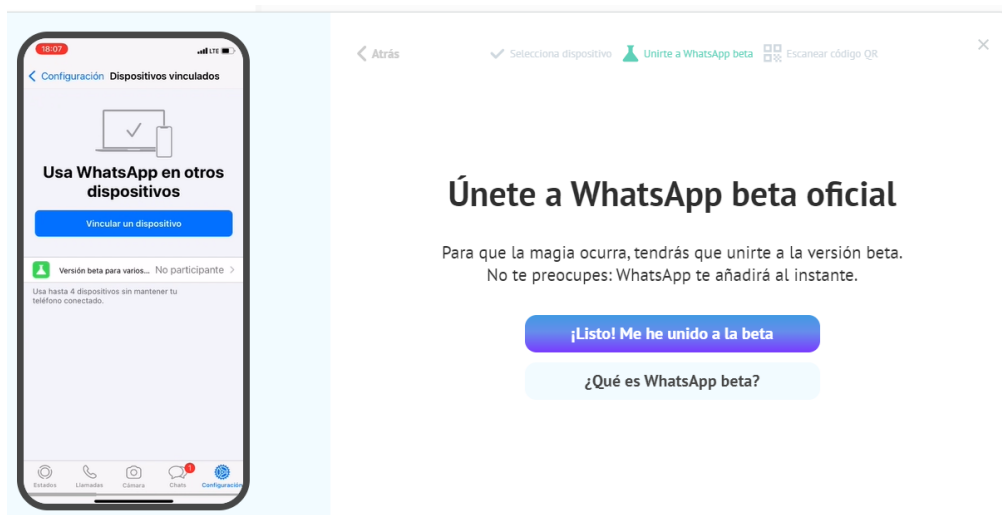 18:07
LTE
Configuración Dispositivos vinculados
Usa WhatsApp en otros
dispositivos
Vincular un dispositivo
Versión beta para varios... No participante
Usa hasta 4 dispositivos sin mantener tu
teléfono conectado.
1
Estados Llamadas Cámara Chats Configuración
Atrás
Selecciona dispositivo Unirte a WhatsApp beta Escanear código QR
Únete a WhatsApp beta oficial
Para que la magia ocurra, tendrás que unirte a la versión beta.
No te preocupes: WhatsApp te añadirá al instante.
¡Listo! Me he unido a la beta
¿Qué es WhatsApp beta?